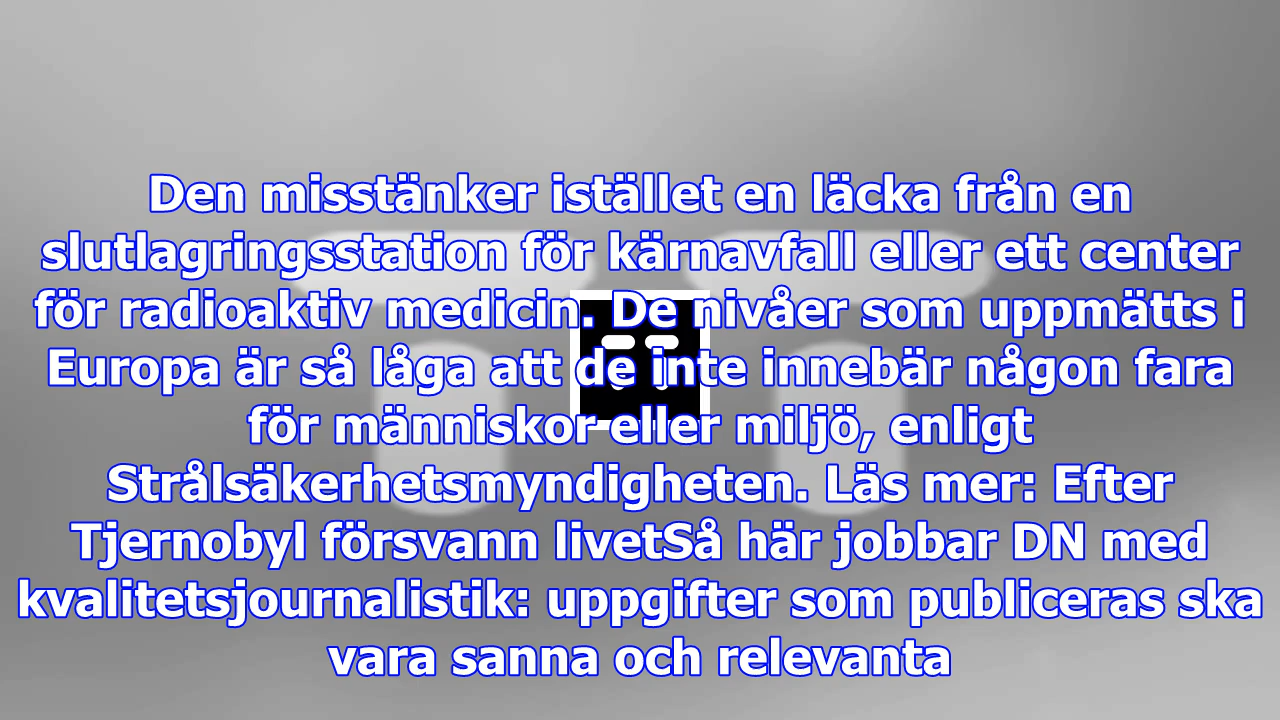 Den misstänker istället en läcka från en
slutlagringsstation för kärnavfall eller ett center
för radioaktiv medicin. De nivåer som uppmätts i
Europa är så låga att de inte innebär någon fara
för människor eller miljö, enligt
Strålsäkerhetsmyndigheten. Läs mer: Efter
Tjernobyl försvann livetSå här jobbar DN med
kvalitetsjournalistik: uppgifter som publiceras ska
vara sanna och relevanta